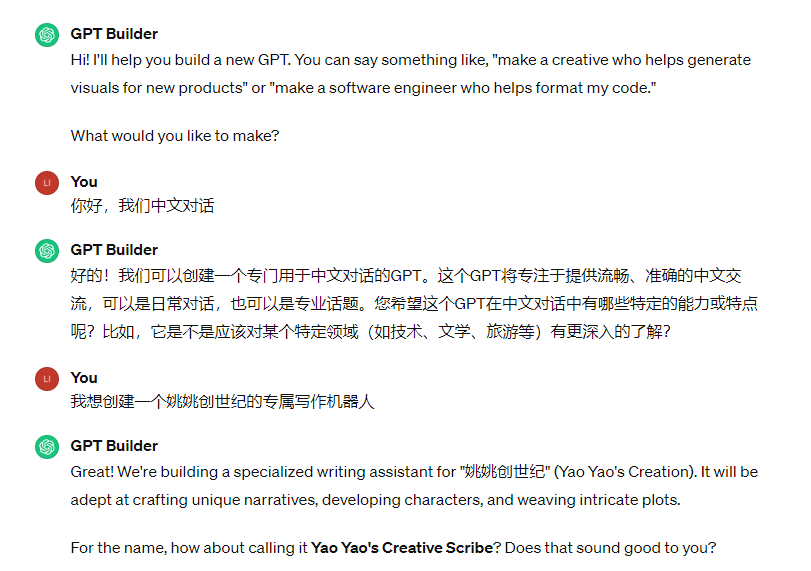 GPT Builder
Hi! I'll help you build a new GPT. You can say something like, "make a creative who helps generate
visuals for new products" or "make a software engineer who helps format my code."
What would you like to make?
LI
You
你好，我们中文对话
GPT Builder
好的！我们可以创建一个专门用于中文对话的GPT。这个GPT将专注于提供流畅、准确的中文交
流，可以是日常对话，也可以是专业话题。您希望这个GPT在中文对话中有哪些特定的能力或特点
呢？比如，它是不是应该对某个特定领域（如技术、文学、旅游等）有更深入的了解？
LI
You
我想创建一个姚姚创世纪的专属写作机器人
GPT Builder
Great! We're building a specialized writing assistant for "姚姚创世纪" (Yao Yao's Creation). It will be
adept at crafting unique narratives, developing characters, and weaving intricate plots.
For the name, how about calling it Yao Yao's Creative Scribe? Does that sound good to you?